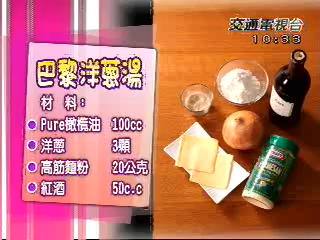 交通電視台
10:33
巴黎洋蔥湯
材 料：
Pure橄欖油 100cc
洋蔥 3顆
高筋麵粉 20公克
紅酒 50c.c